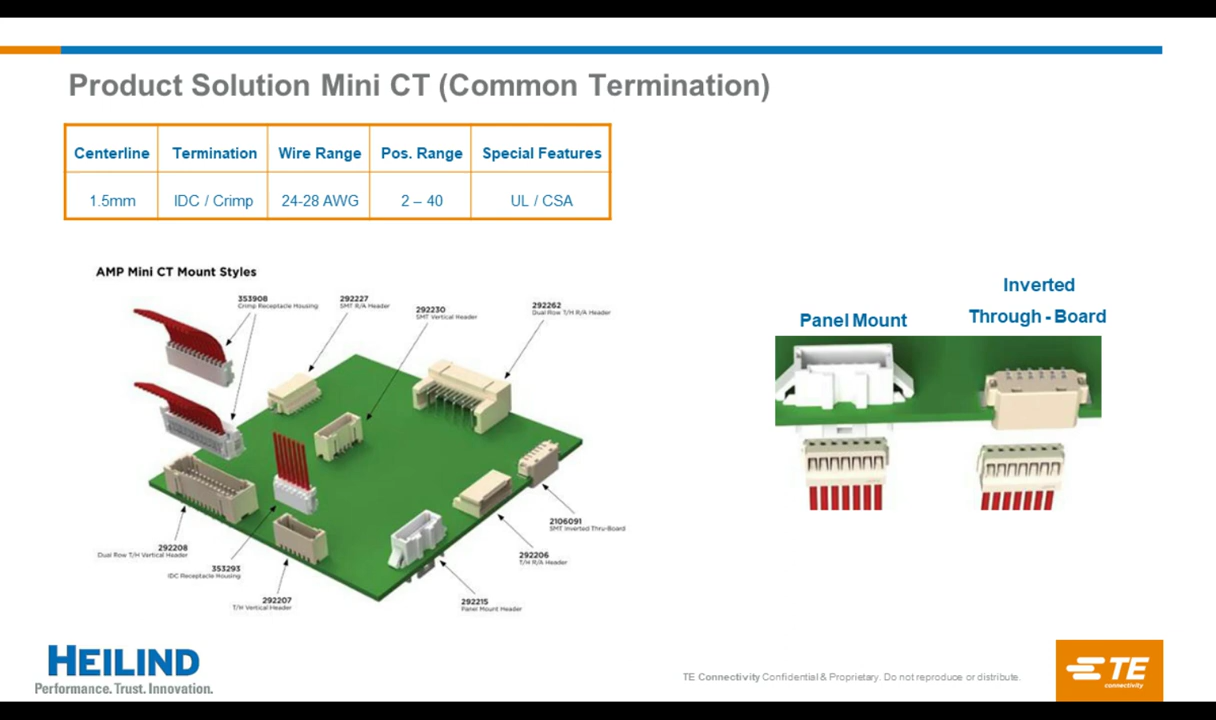 Product Solution Mini CT (Common Termination)
Centerline Termination Wire Range Pos. Range Special Features
1.5mm IDC / Crimp 24-28 AWG 2 – 40 UL / CSA
AMP Mini CT Mount Styles
353908
Crimp Receptacle Housing
292227
SMT R/A Header
292230
SMT Vertical Header
292262
Dual Row T/H R/A Header
2106091
SMT Inverted Thru-Board
292206
T/H R/A Header
292215
Panel Mount Header
292208
Dual Row T/H Vertical Header
353293
IDC Receptacle Housing
292207
T/H Vertical Header
Panel Mount
Inverted
Through - Board
HEILIND
Performance. Trust. Innovation.
TE Connectivity Confidential & Proprietary. Do not reproduce or distribute.
TE
connectivity